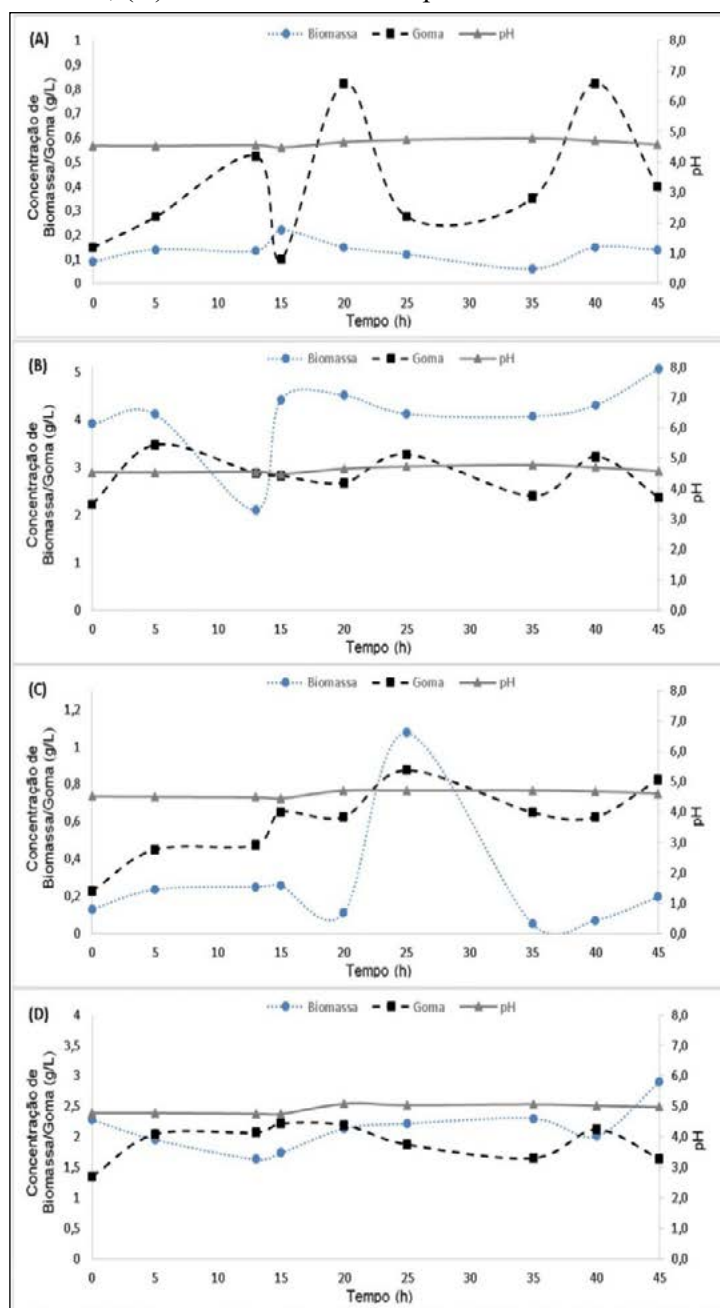 (A)
Biomassa Goma pH
Concentração de
Biomassa/Goma (g/L)
1
0,9
0,8
0,7
0,6
0,5
0,4
0,3
0,2
0,1
0
8,0
7,0
6,0
5,0
4,0
3,0
2,0
1,0
0,0
pH
0 5 10 15 20 25 30 35 40 45
Tempo (h)
(B)
Biomassa Goma pH
Concentração de
Biomassa/Goma (g/L)
5
4
3
2
1
0
8,0
7,0
6,0
5,0
4,0
3,0
2,0
1,0
0,0
pH
0 5 10 15 20 25 30 35 40 45
Tempo (h)
(C)
Biomassa Goma pH
Concentração de
Biomassa/Goma (g/L)
1,2
1
0,8
0,6
0,4
0,2
0
8,0
7,0
6,0
5,0
4,0
3,0
2,0
1,0
0,0
pH
0 5 10 15 20 25 30 35 40 45
Tempo (h)
(D)
Biomassa Goma pH
Concentração de
Biomassa/Goma (g/L)
4
3,5
3
2,5
2
1,5
1
0,5
0
8,0
7,0
6,0
5,0
4,0
3,0
2,0
1,0
0,0
pH
0 5 10 15 20 25 30 35 40 45
Tempo (h)